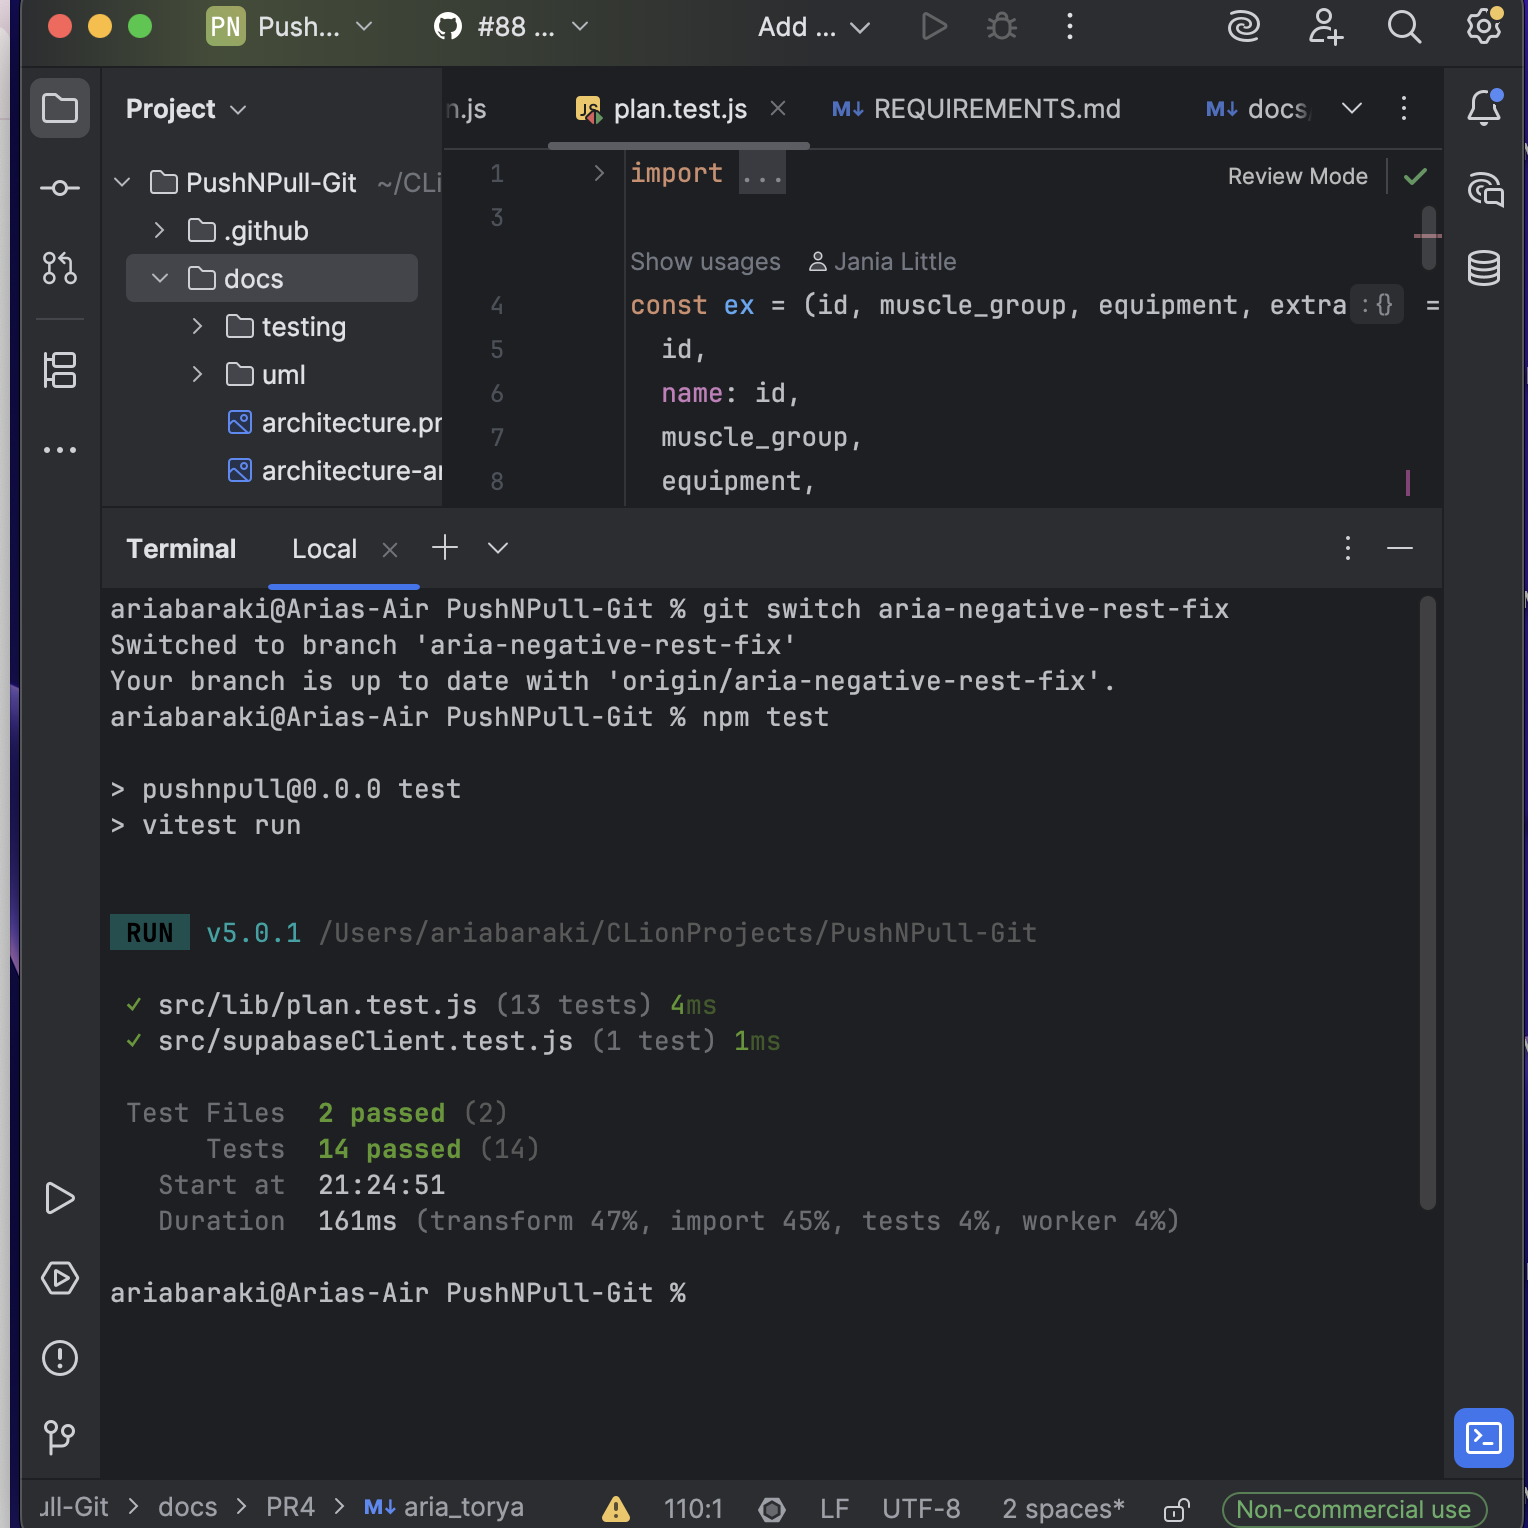 PN Push... #88 ... Add ...
Project
n.js plan.test.js REQUIREMENTS.md docs/
PushNPull-Git ~/CLi
.github
docs
testing
uml
architecture.pr
architecture-ar
1 import ...
Review Mode
3
Show usages Jania Little
4 const ex = (id, muscle_group, equipment, extra : {} =
5 id,
6 name: id,
7 muscle_group,
8 equipment,
Terminal Local
ariabaraki@Arias-Air PushNPull-Git % git switch aria-negative-rest-fix
Switched to branch 'aria-negative-rest-fix'
Your branch is up to date with 'origin/aria-negative-rest-fix'.
ariabaraki@Arias-Air PushNPull-Git % npm test
> pushnpull@0.0.0 test
> vitest run
RUN v5.0.1 /Users/ariabaraki/CLionProjects/PushNPull-Git
✓ src/lib/plan.test.js (13 tests) 4ms
✓ src/supabaseClient.test.js (1 test) 1ms
Test Files 2 passed (2)
Tests 14 passed (14)
Start at 21:24:51
Duration 161ms (transform 47%, import 45%, tests 4%, worker 4%)
ariabaraki@Arias-Air PushNPull-Git %
ull-Git > docs > PR4 > M↓ aria_torya 110:1 LF UTF-8 2 spaces* Non-commercial use